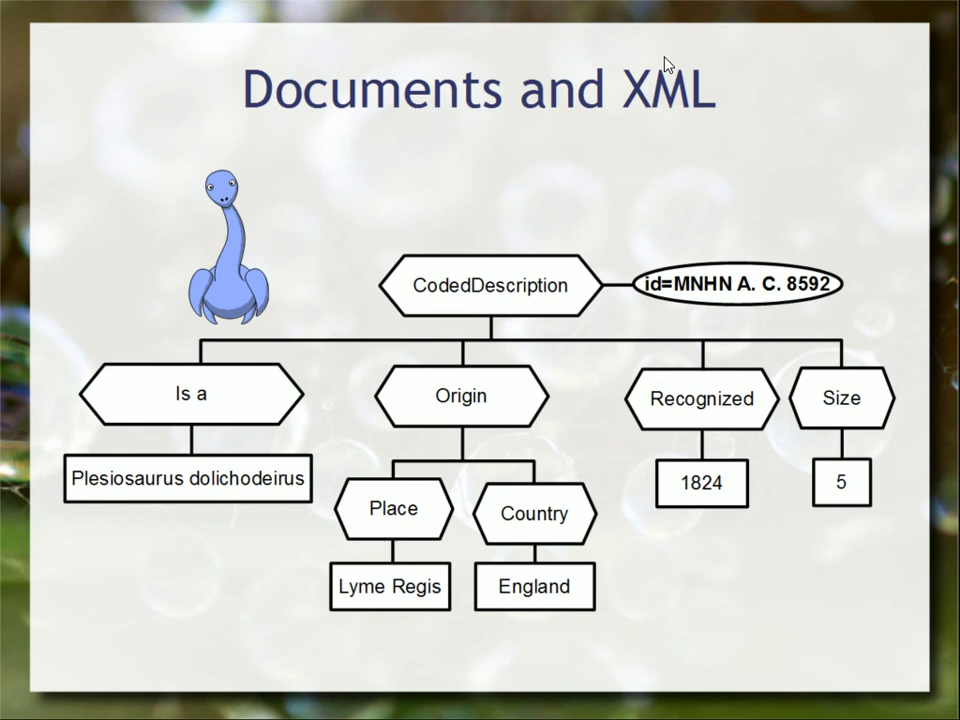 Documents and XML
CodedDescription
id=MNHN A. C. 8592
Is a
Origin
Recognized
Size
Plesiosaurus dolichodeirus
1824
5
Place
Country
Lyme Regis
England